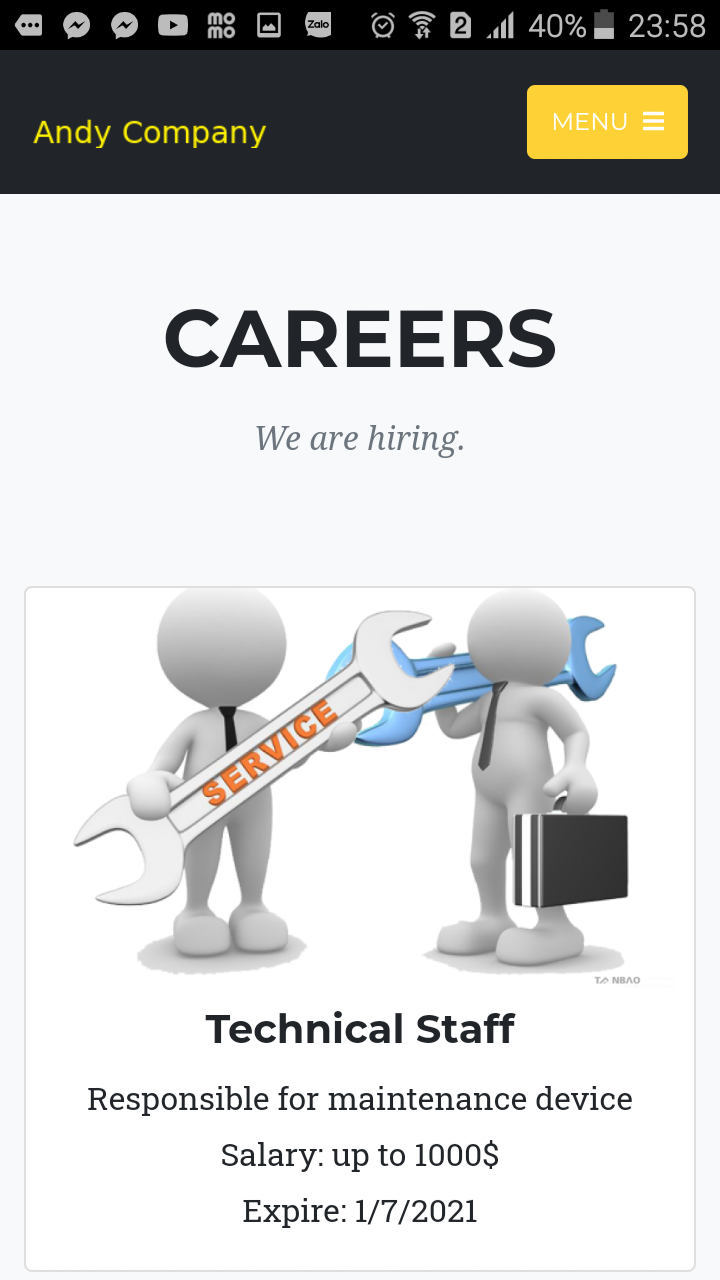 MO
MO
Zalo
2
40%
23:58
Andy Company
MENU
CAREERS
We are hiring.
SERVICE
Technical Staff
Responsible for maintenance device
Salary: up to 1000$
Expire: 1/7/2021